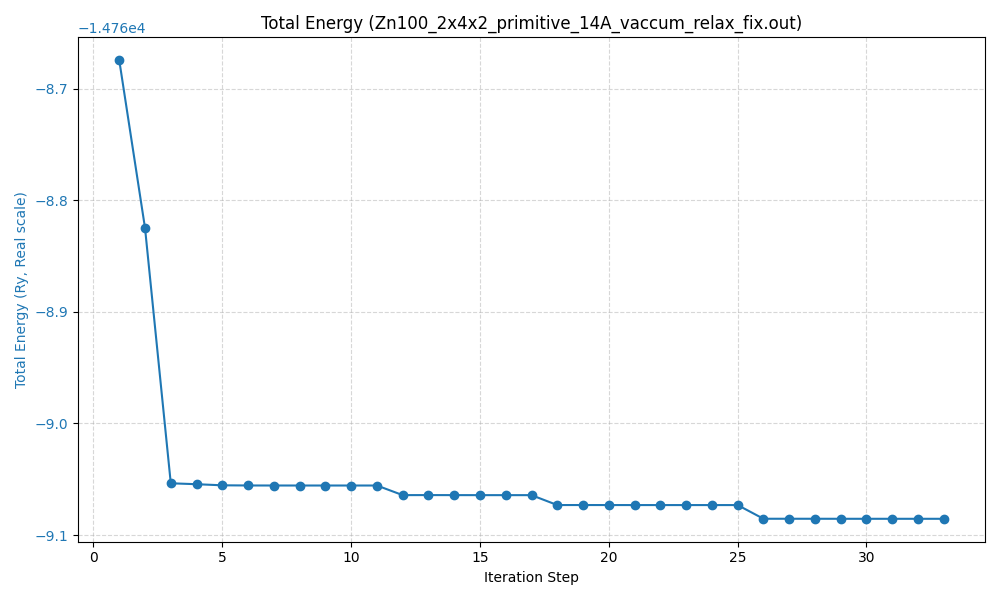 Total Energy (Zn100_2x4x2_primitive_14A_vaccum_relax_fix.out)
−1.476e4
−8.7
−8.8
−8.9
−9.0
−9.1
Total Energy (Ry, Real scale)
0 5 10 15 20 25 30
Iteration Step